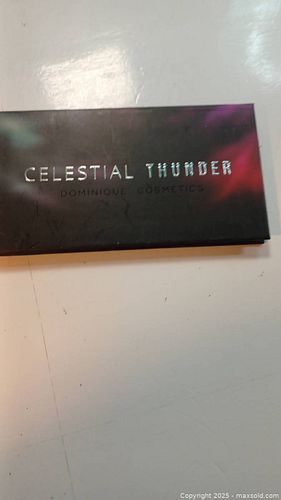 CELESTIAL THUNDER
DOMINIQUE COSMETICS
Copyright 2025 - maxsold.com